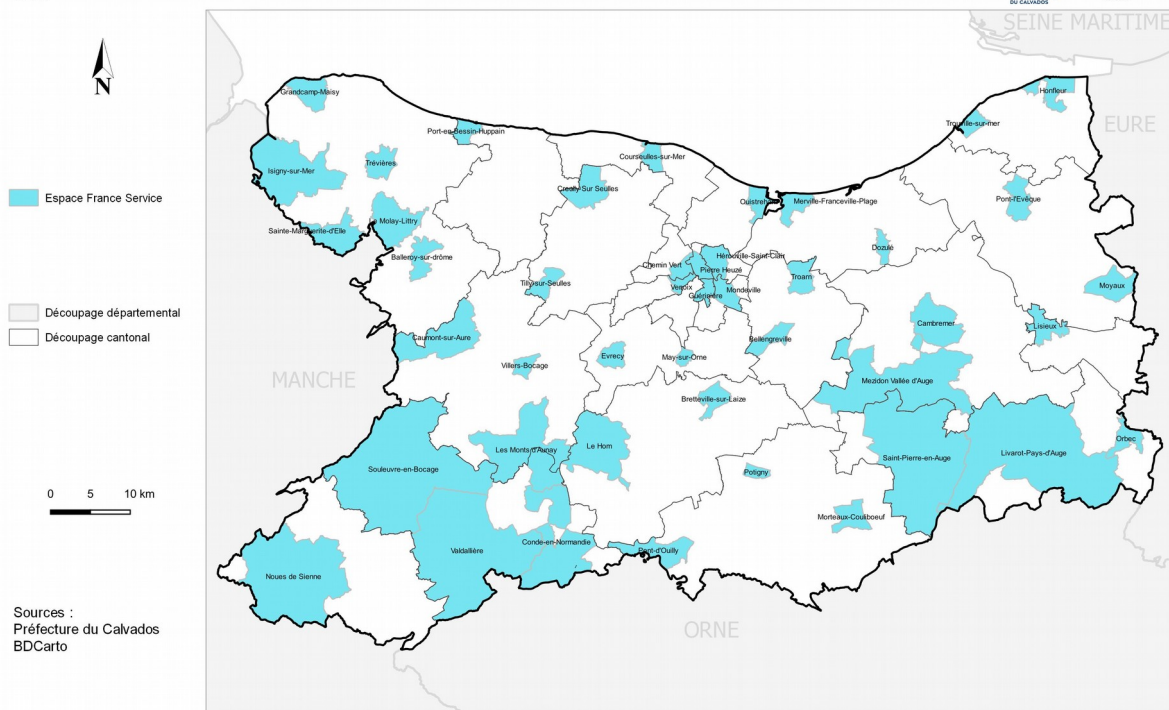 DU CALVADOS
SEINE MARITIME
N
Grandcamp-Maisy
Honfleur
Port-en-Bessin-Huppain
Trouville-sur-mer
EURE
Courseulles-sur-Mer
Trévières
Isigny-sur-Mer
Espace France Service
Creully Sur Seulles
Pont-l'Evêque
Ouistreham
Merville-Franceville-Plage
Le Molay-Littry
Sainte-Marguerite-d'Elle
Balleroy-sur-drôme
Dozulé
Hérouville-Saint-Clair
Chemin Vert
Pierre Heuzé
Troarn
Tilly-sur-Seulles
Verroix
Guérinière
Mondeville
Moyaux
Découpage départemental
Découpage cantonal
Cambremer
Lisieux
Caumont-sur-Aure
Bellengreville
Evrecy
May-sur-Orne
Villers-Bocage
MANCHE
Mezidon Vallée d'Auge
Bretteville-sur-Laize
Orbec
Le Hom
Les Monts d'Aunay
Livarot-Pays-d'Auge
Saint-Pierre-en-Auge
Souleuvre-en-Bocage
Potigny
0 5 10 km
Morteaux-Coulibœuf
Conde-en-Normandie
Valdallière
Pont-d'Ouilly
Noues de Sienne
Sources :
Préfecture du Calvados
BDCarto
ORNE